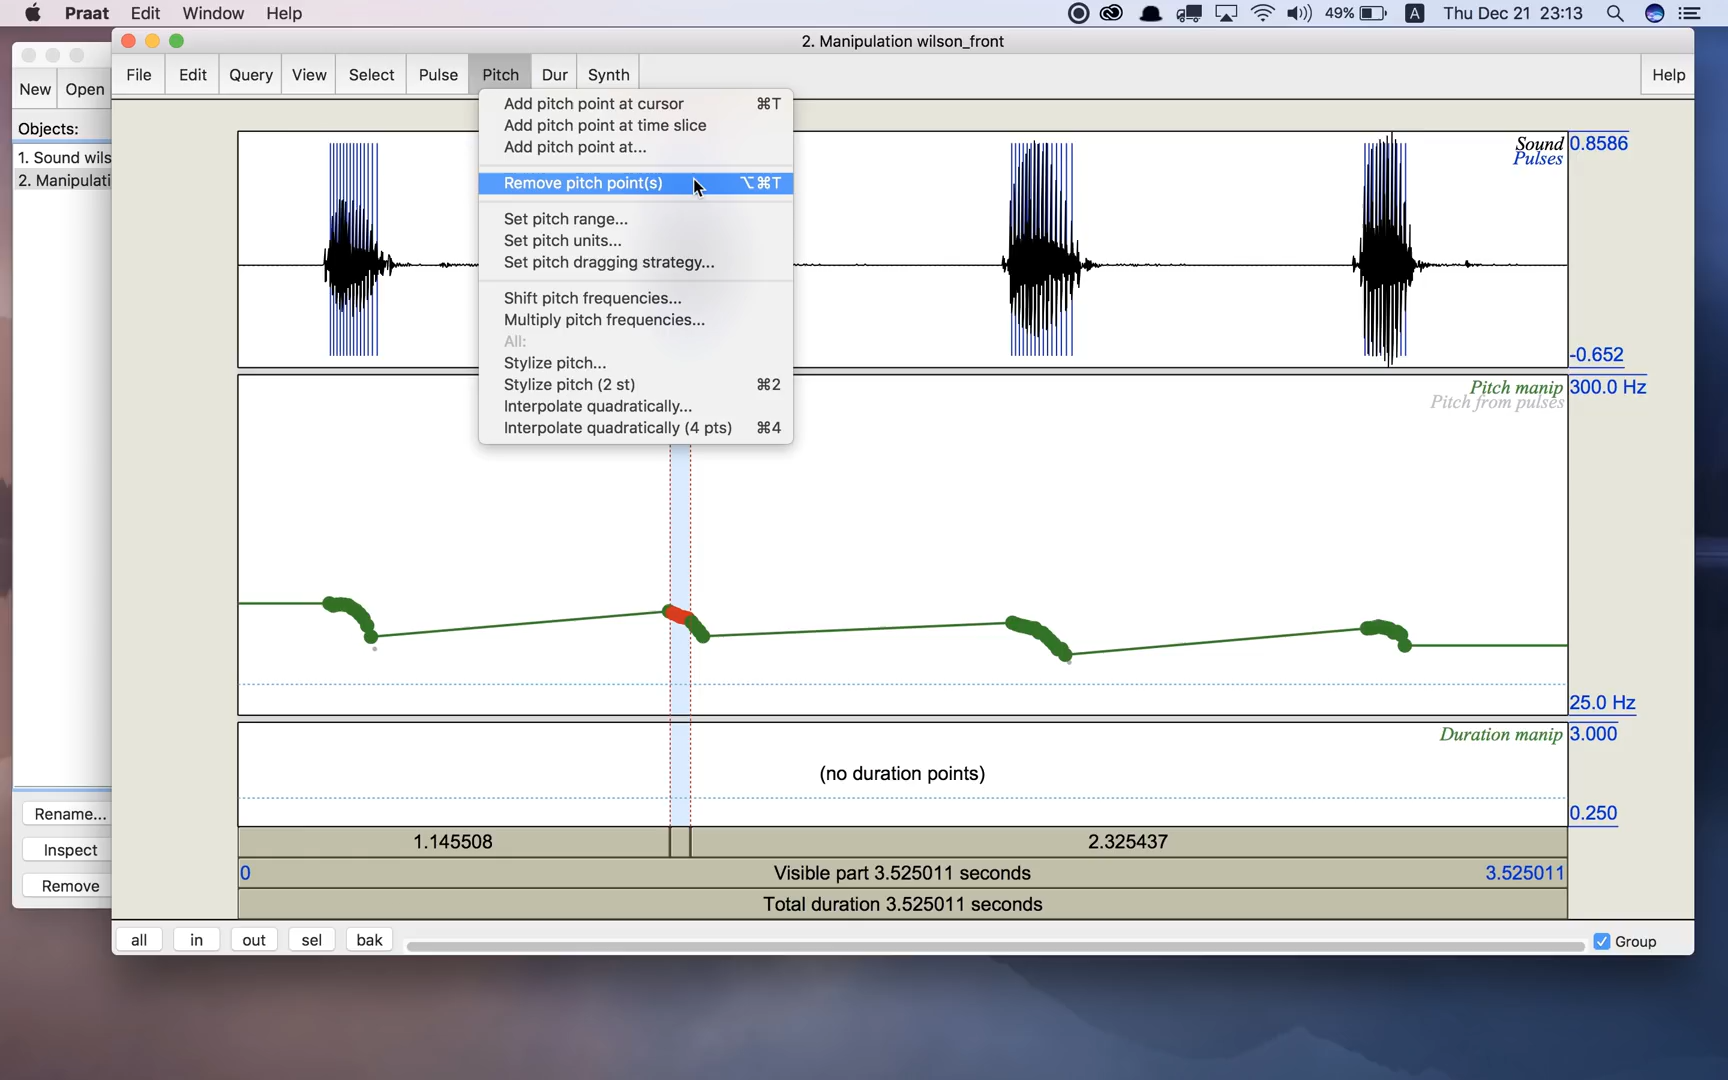 Praat Edit Window Help
49% A Thu Dec 21 23:13
2. Manipulation wilson_front
File Edit Query View Select Pulse Pitch Dur Synth Help
New Open
Objects:
1. Sound wils
2. Manipulati
Add pitch point at cursor ⌘T
Add pitch point at time slice
Add pitch point at...
Remove pitch point(s) ⌥⌘T
Set pitch range...
Set pitch units...
Set pitch dragging strategy...
Shift pitch frequencies...
Multiply pitch frequencies...
All:
Stylize pitch...
Stylize pitch (2 st) ⌘2
Interpolate quadratically...
Interpolate quadratically (4 pts) ⌘4
Sound
Pulses
0.8586
-0.652
Pitch manip
Pitch from pulses
300.0 Hz
25.0 Hz
Duration manip
3.000
(no duration points)
0.250
1.145508
2.325437
0 Visible part 3.525011 seconds 3.525011
Total duration 3.525011 seconds
Rename...
Inspect
Remove
all in out sel bak
Group